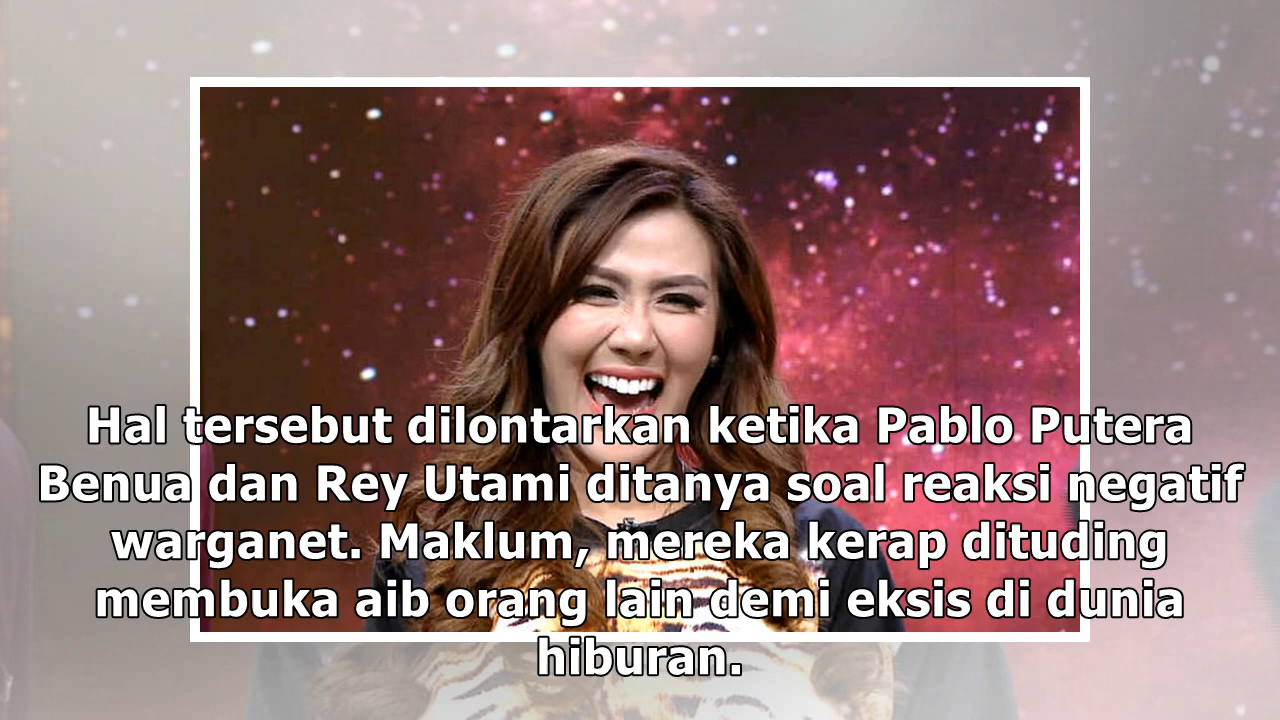 Hal tersebut dilontarkan ketika Pablo Putera
Benua dan Rey Utami ditanya soal reaksi negatif
warganet. Maklum, mereka kerap dituding
membuka aib orang lain demi eksis di dunia
hiburan.